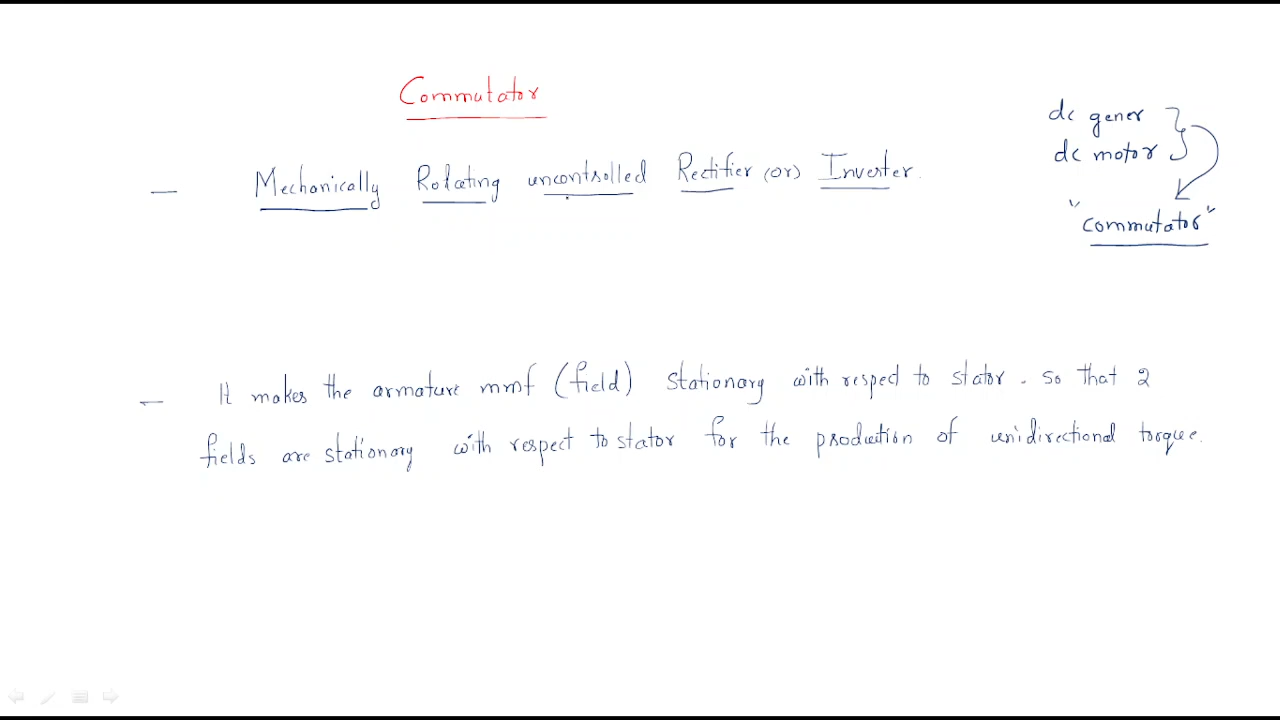 Commutator
dc gener
dc motor
— Mechanically Rotating uncontrolled Rectifier (or) Inverter.
"commutator"
— It makes the armature mmf (field) stationary with respect to stator. so that 2
fields are stationary with respect to stator for the production of unidirectional torque.